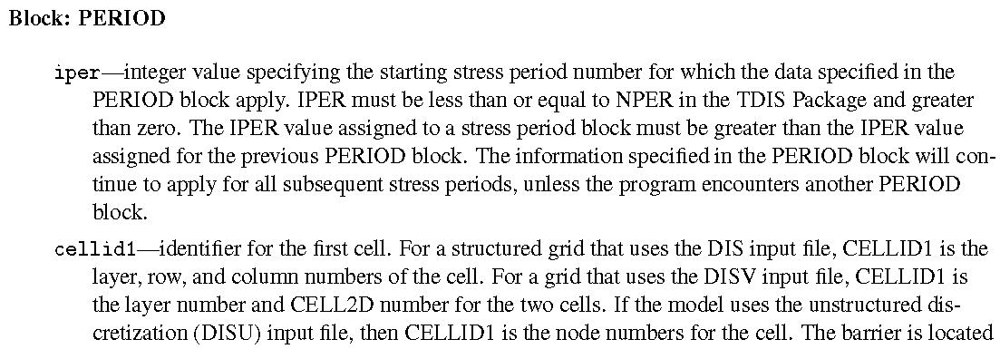 Block: PERIOD
iper—integer value specifying the starting stress period number for which the data specified in the
PERIOD block apply. IPER must be less than or equal to NPER in the TDIS Package and greater
than zero. The IPER value assigned to a stress period block must be greater than the IPER value
assigned for the previous PERIOD block. The information specified in the PERIOD block will con-
tinue to apply for all subsequent stress periods, unless the program encounters another PERIOD
block.
cellid1—identifier for the first cell. For a structured grid that uses the DIS input file, CELLID1 is the
layer, row, and column numbers of the cell. For a grid that uses the DISV input file, CELLID1 is
the layer number and CELL2D number for the two cells. If the model uses the unstructured dis-
cretization (DISU) input file, then CELLID1 is the node numbers for the cell. The barrier is located